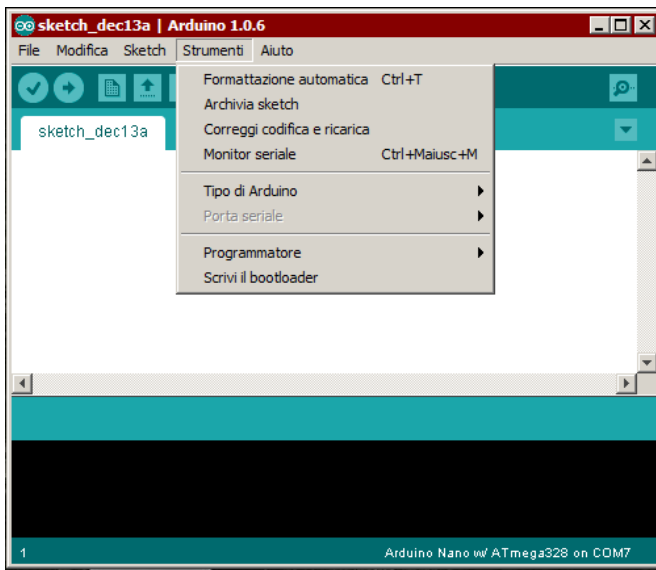 sketch_dec13a | Arduino 1.0.6
File Modifica Sketch Strumenti Aiuto
Formattazione automatica Ctrl+T
Archivia sketch
sketch_dec13a
Correggi codifica e ricarica
Monitor seriale Ctrl+Maiusc+M
Tipo di Arduino
Porta seriale
Programmatore
Scrivi il bootloader
1 Arduino Nano w/ ATmega328 on COM7